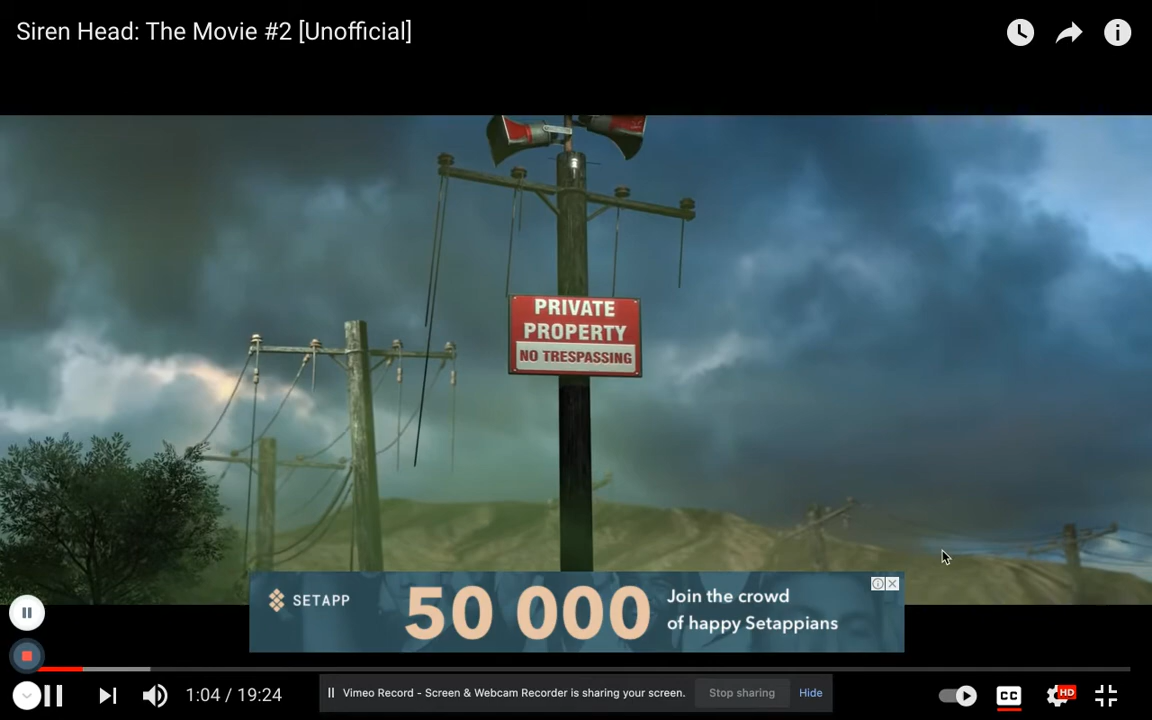 Siren Head: The Movie #2 [Unofficial]
PRIVATE
PROPERTY
NO TRESPASSING
SETAPP
50 000
Join the crowd
of happy Setappians
1:04 / 19:24
Vimeo Record - Screen & Webcam Recorder is sharing your screen.
Stop sharing
Hide
CC
HD